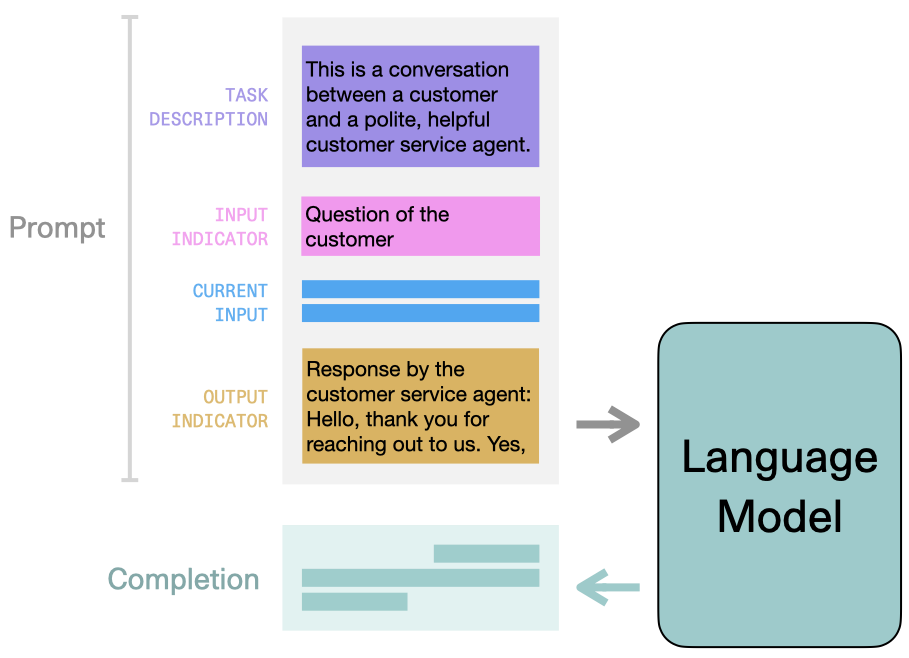 Prompt
TASK
DESCRIPTION
This is a conversation
between a customer
and a polite, helpful
customer service agent.
INPUT
INDICATOR
Question of the
customer
CURRENT
INPUT
OUTPUT
INDICATOR
Response by the
customer service agent:
Hello, thank you for
reaching out to us. Yes,
Language
Model
Completion